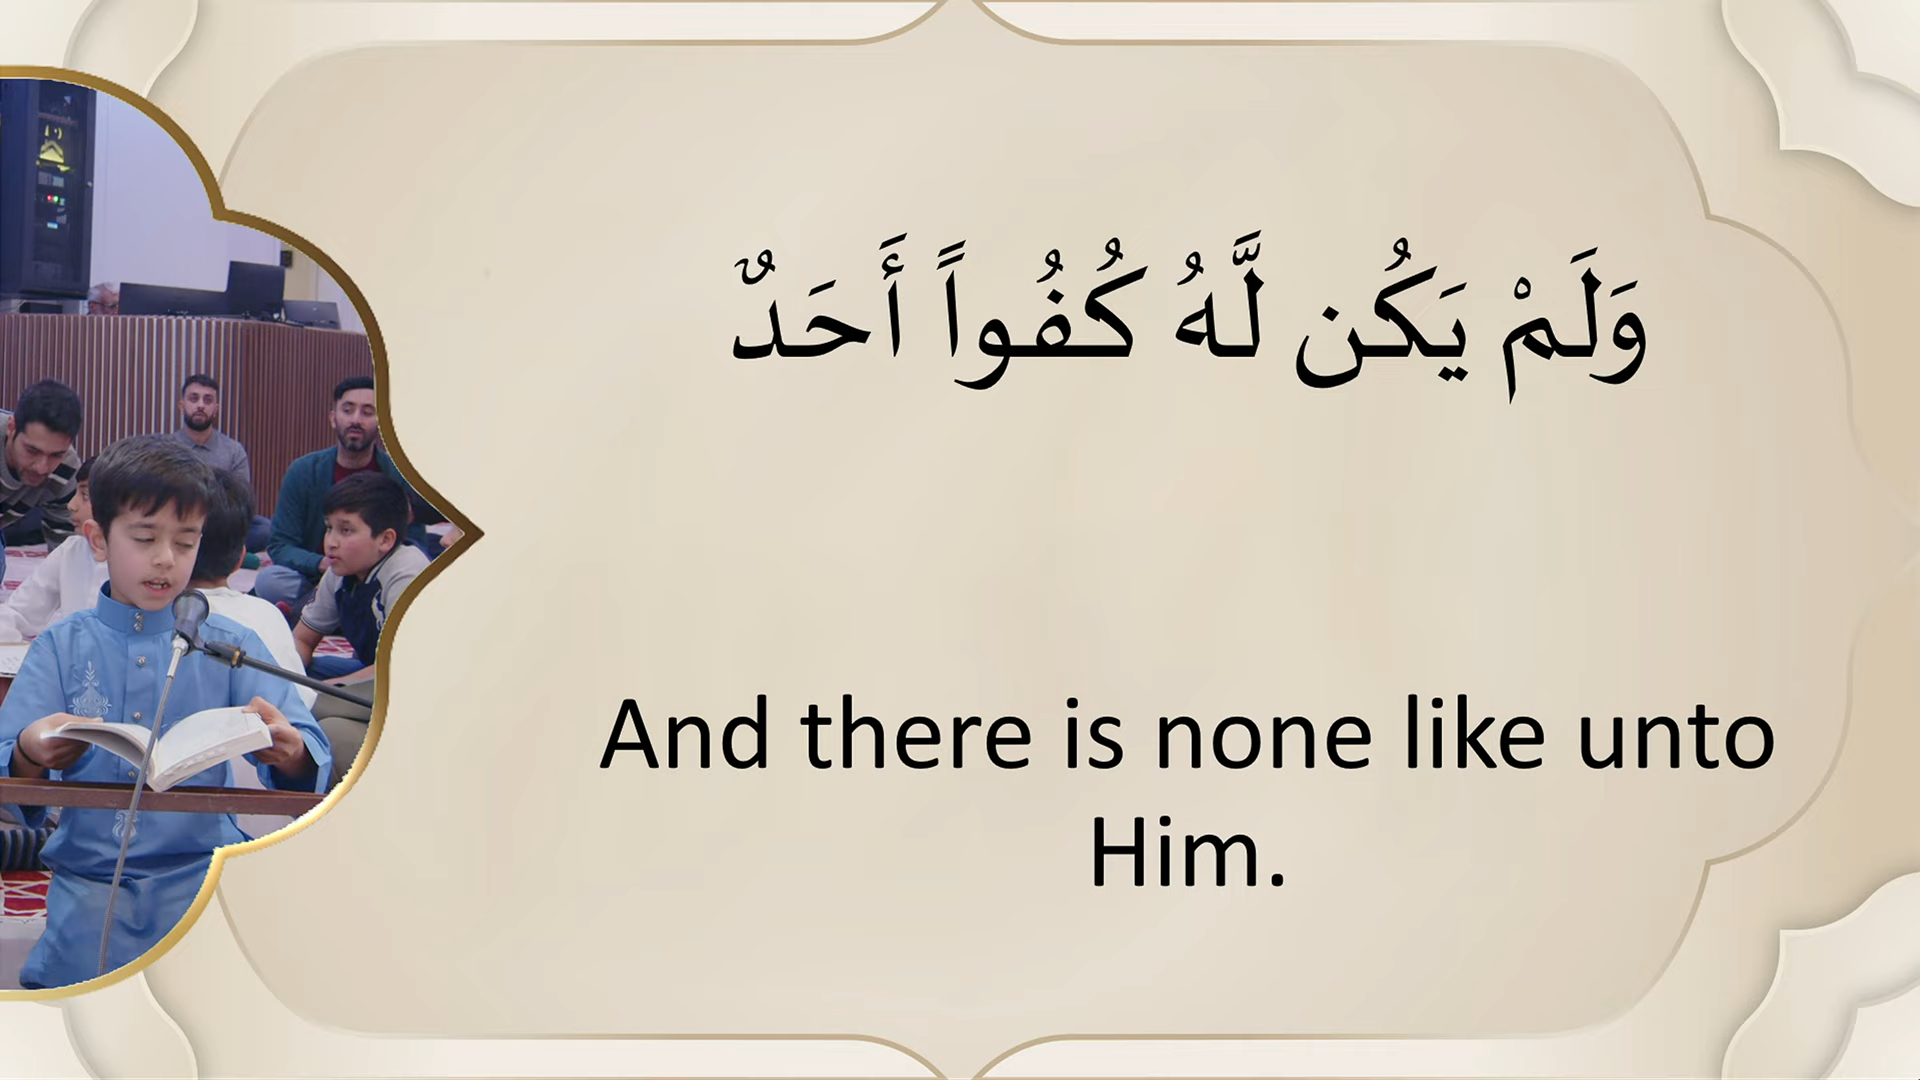 وَلَمْ يَكُن لَّهُ كُفُواً أَحَدٌ
And there is none like unto
Him.